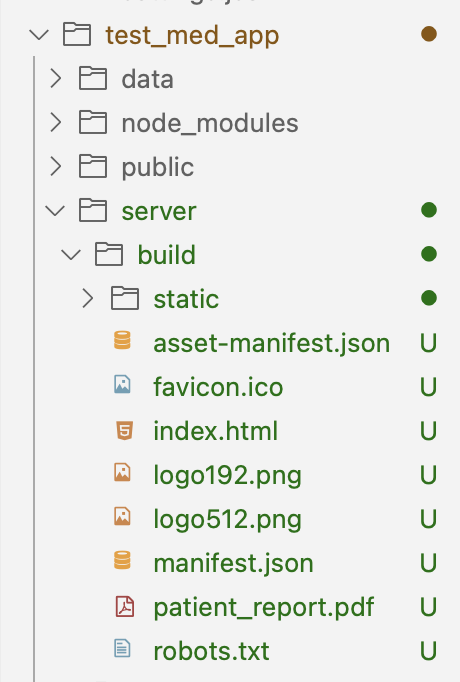 test_med_app
data
node_modules
public
server
build
static
asset-manifest.json U
favicon.ico U
index.html U
logo192.png U
logo512.png U
manifest.json U
patient_report.pdf U
robots.txt U